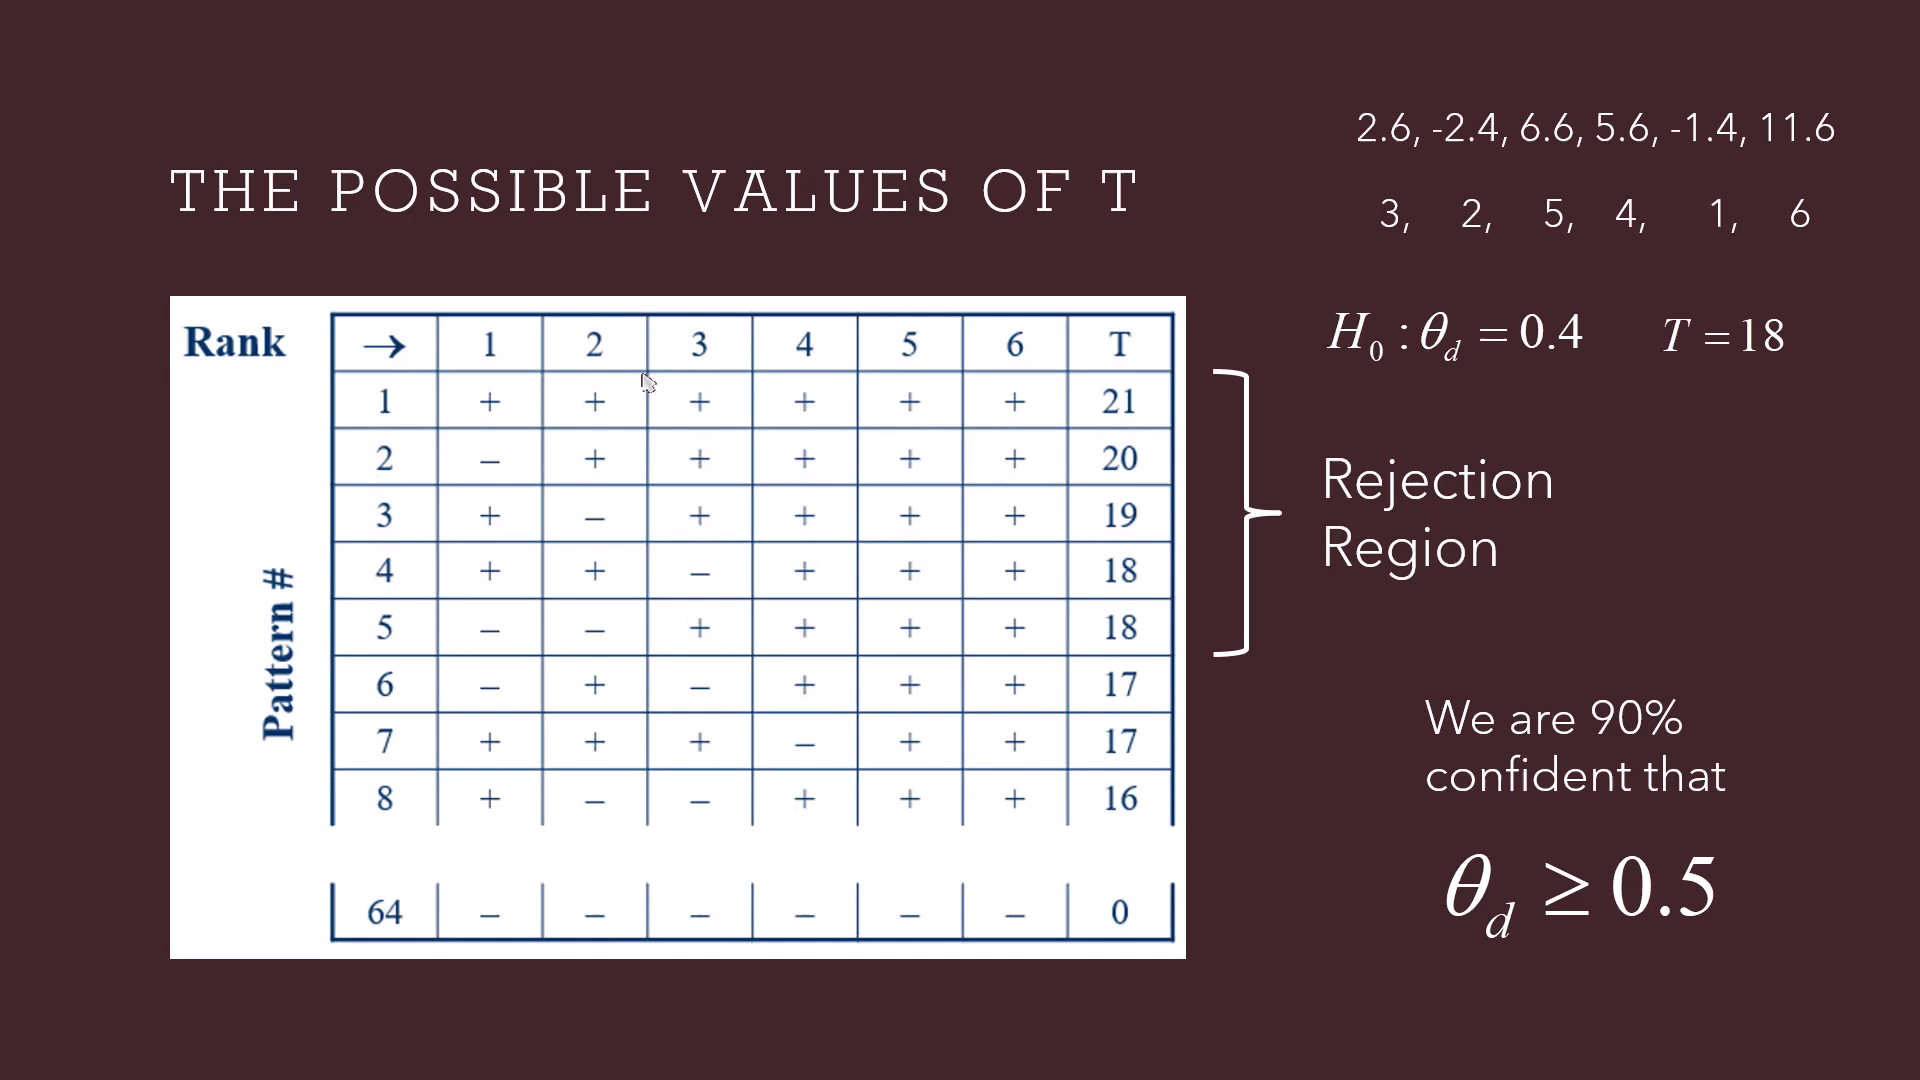 THE POSSIBLE VALUES OF T
2.6, -2.4, 6.6, 5.6, -1.4, 11.6
3, 2, 5, 4, 1, 6
H₀ : θ_d = 0.4 T = 18
Rank → 1 2 3 4 5 6 T
Pattern #
1 + + + + + + 21
2 – + + + + + 20
3 + – + + + + 19
4 + + – + + + 18
5 – – + + + + 18
6 – + – + + + 17
7 + + + – + + 17
8 + – – + + + 16
64 – – – – – – 0
Rejection
Region
We are 90%
confident that
θ_d ≥ 0.5